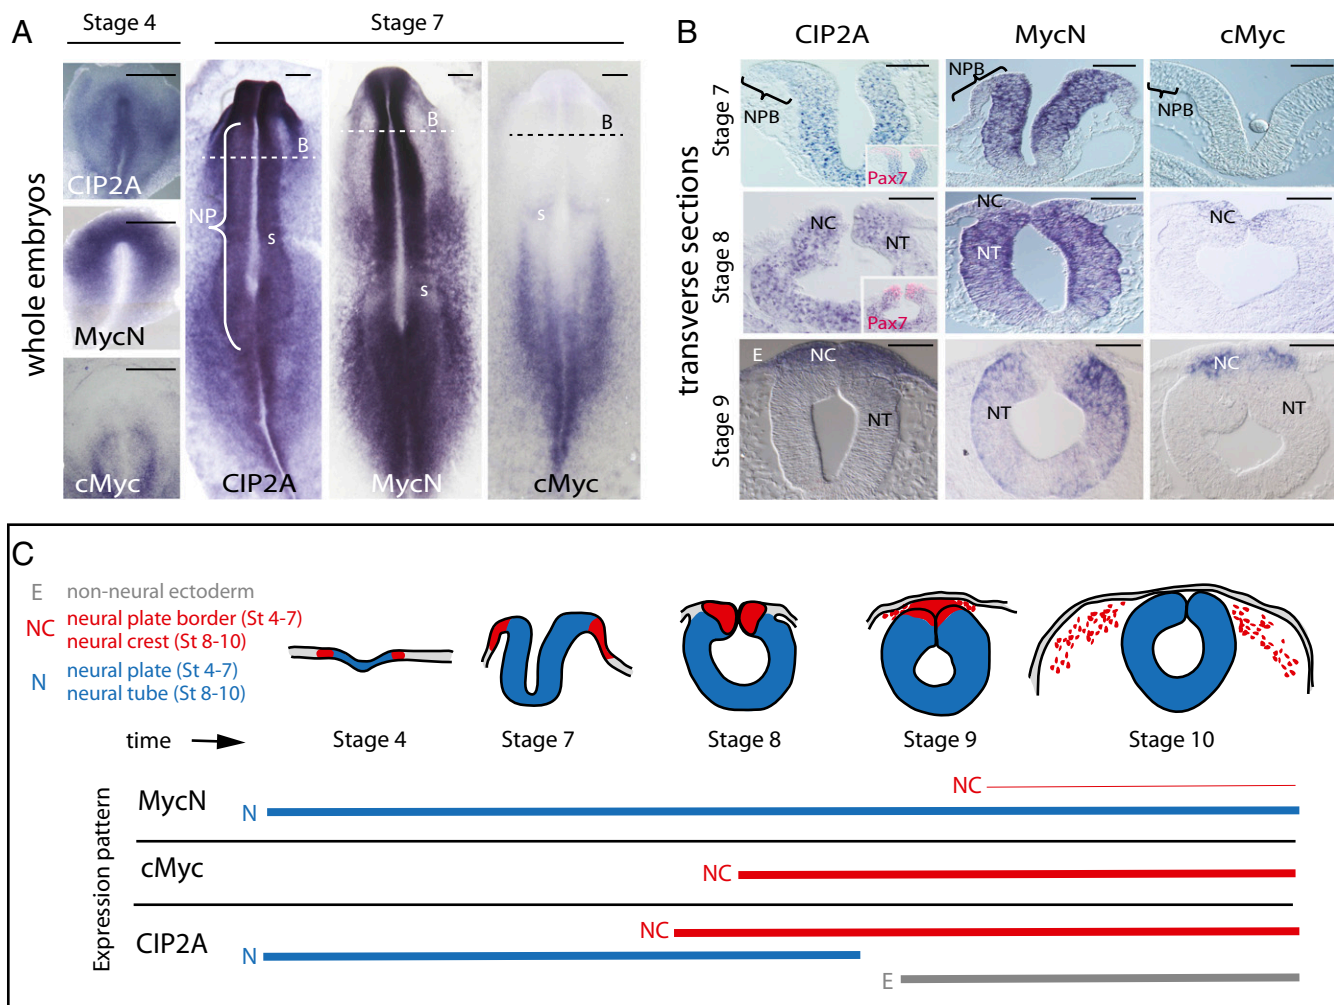 A
Stage 4
Stage 7
whole embryos
CIP2A
MycN
cMyc
B
NP
s
CIP2A
B
s
MycN
B
s
cMyc
B
CIP2A
MycN
cMyc
transverse sections
Stage 7
NPB
Pax7
NPB
NPB
Stage 8
NC
NT
Pax7
NC
NT
NC
Stage 9
E
NC
NT
NT
NC
NT
C
E non-neural ectoderm
NC neural plate border (St 4-7)
neural crest (St 8-10)
N neural plate (St 4-7)
neural tube (St 8-10)
time
Stage 4
Stage 7
Stage 8
Stage 9
Stage 10
Expression pattern
MycN
NC
N
cMyc
NC
CIP2A
NC
N
E